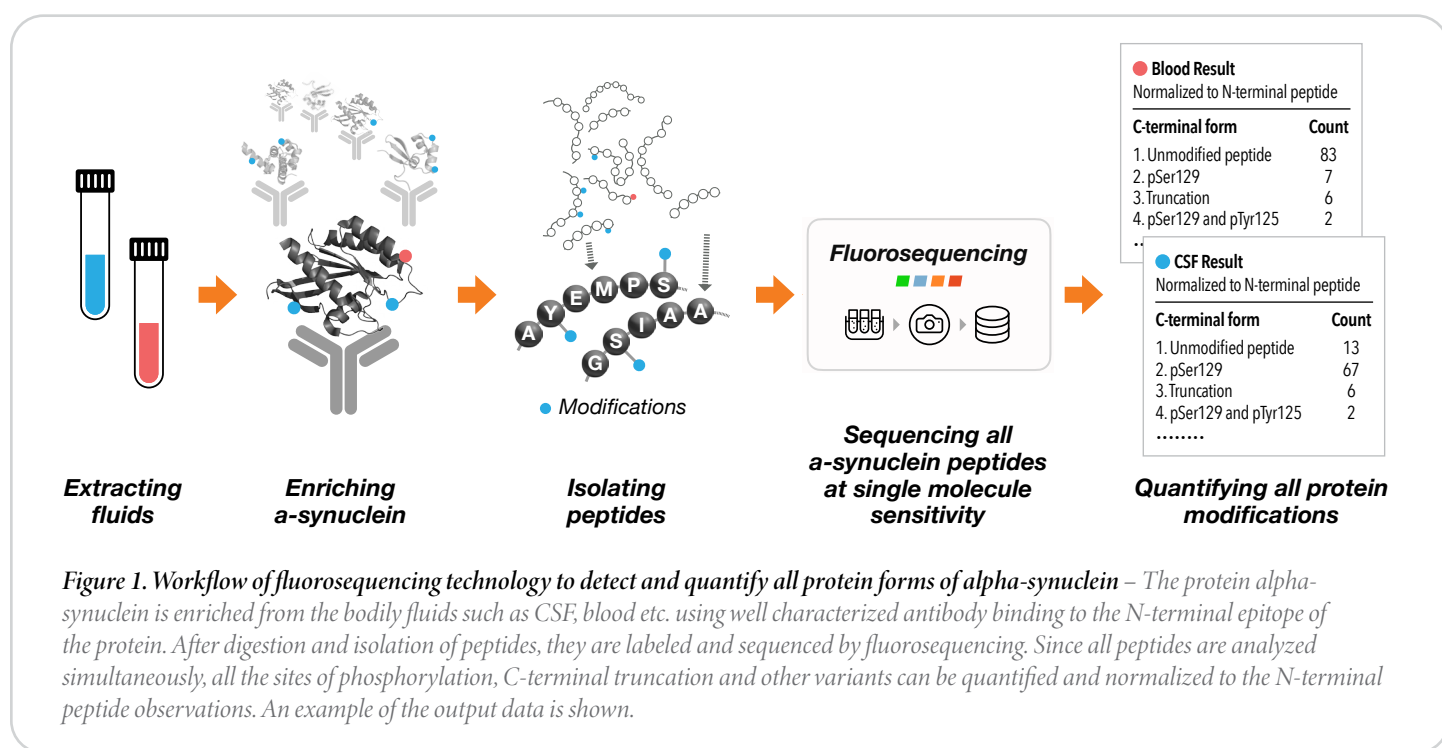 Blood Result
Normalized to N-terminal peptide
C-terminal form Count
1. Unmodified peptide 83
2. pSer129 7
3. Truncation 6
4. pSer129 and pTyr125 2
..
CSF Result
Normalized to N-terminal peptide
C-terminal form Count
1. Unmodified peptide 13
2. pSer129 67
3. Truncation 6
4. pSer129 and pTyr125 2
........
A Y E M P S
G S I A A
Modifications
Fluorosequencing
Extracting
fluids
Enriching
a-synuclein
Isolating
peptides
Sequencing all
a-synuclein peptides
at single molecule
sensitivity
Quantifying all protein
modifications
Figure 1. Workflow of fluorosequencing technology to detect and quantify all protein forms of alpha-synuclein – The protein alpha-
synuclein is enriched from the bodily fluids such as CSF, blood etc. using well characterized antibody binding to the N-terminal epitope of
the protein. After digestion and isolation of peptides, they are labeled and sequenced by fluorosequencing. Since all peptides are analyzed
simultaneously, all the sites of phosphorylation, C-terminal truncation and other variants can be quantified and normalized to the N-terminal
peptide observations. An example of the output data is shown.